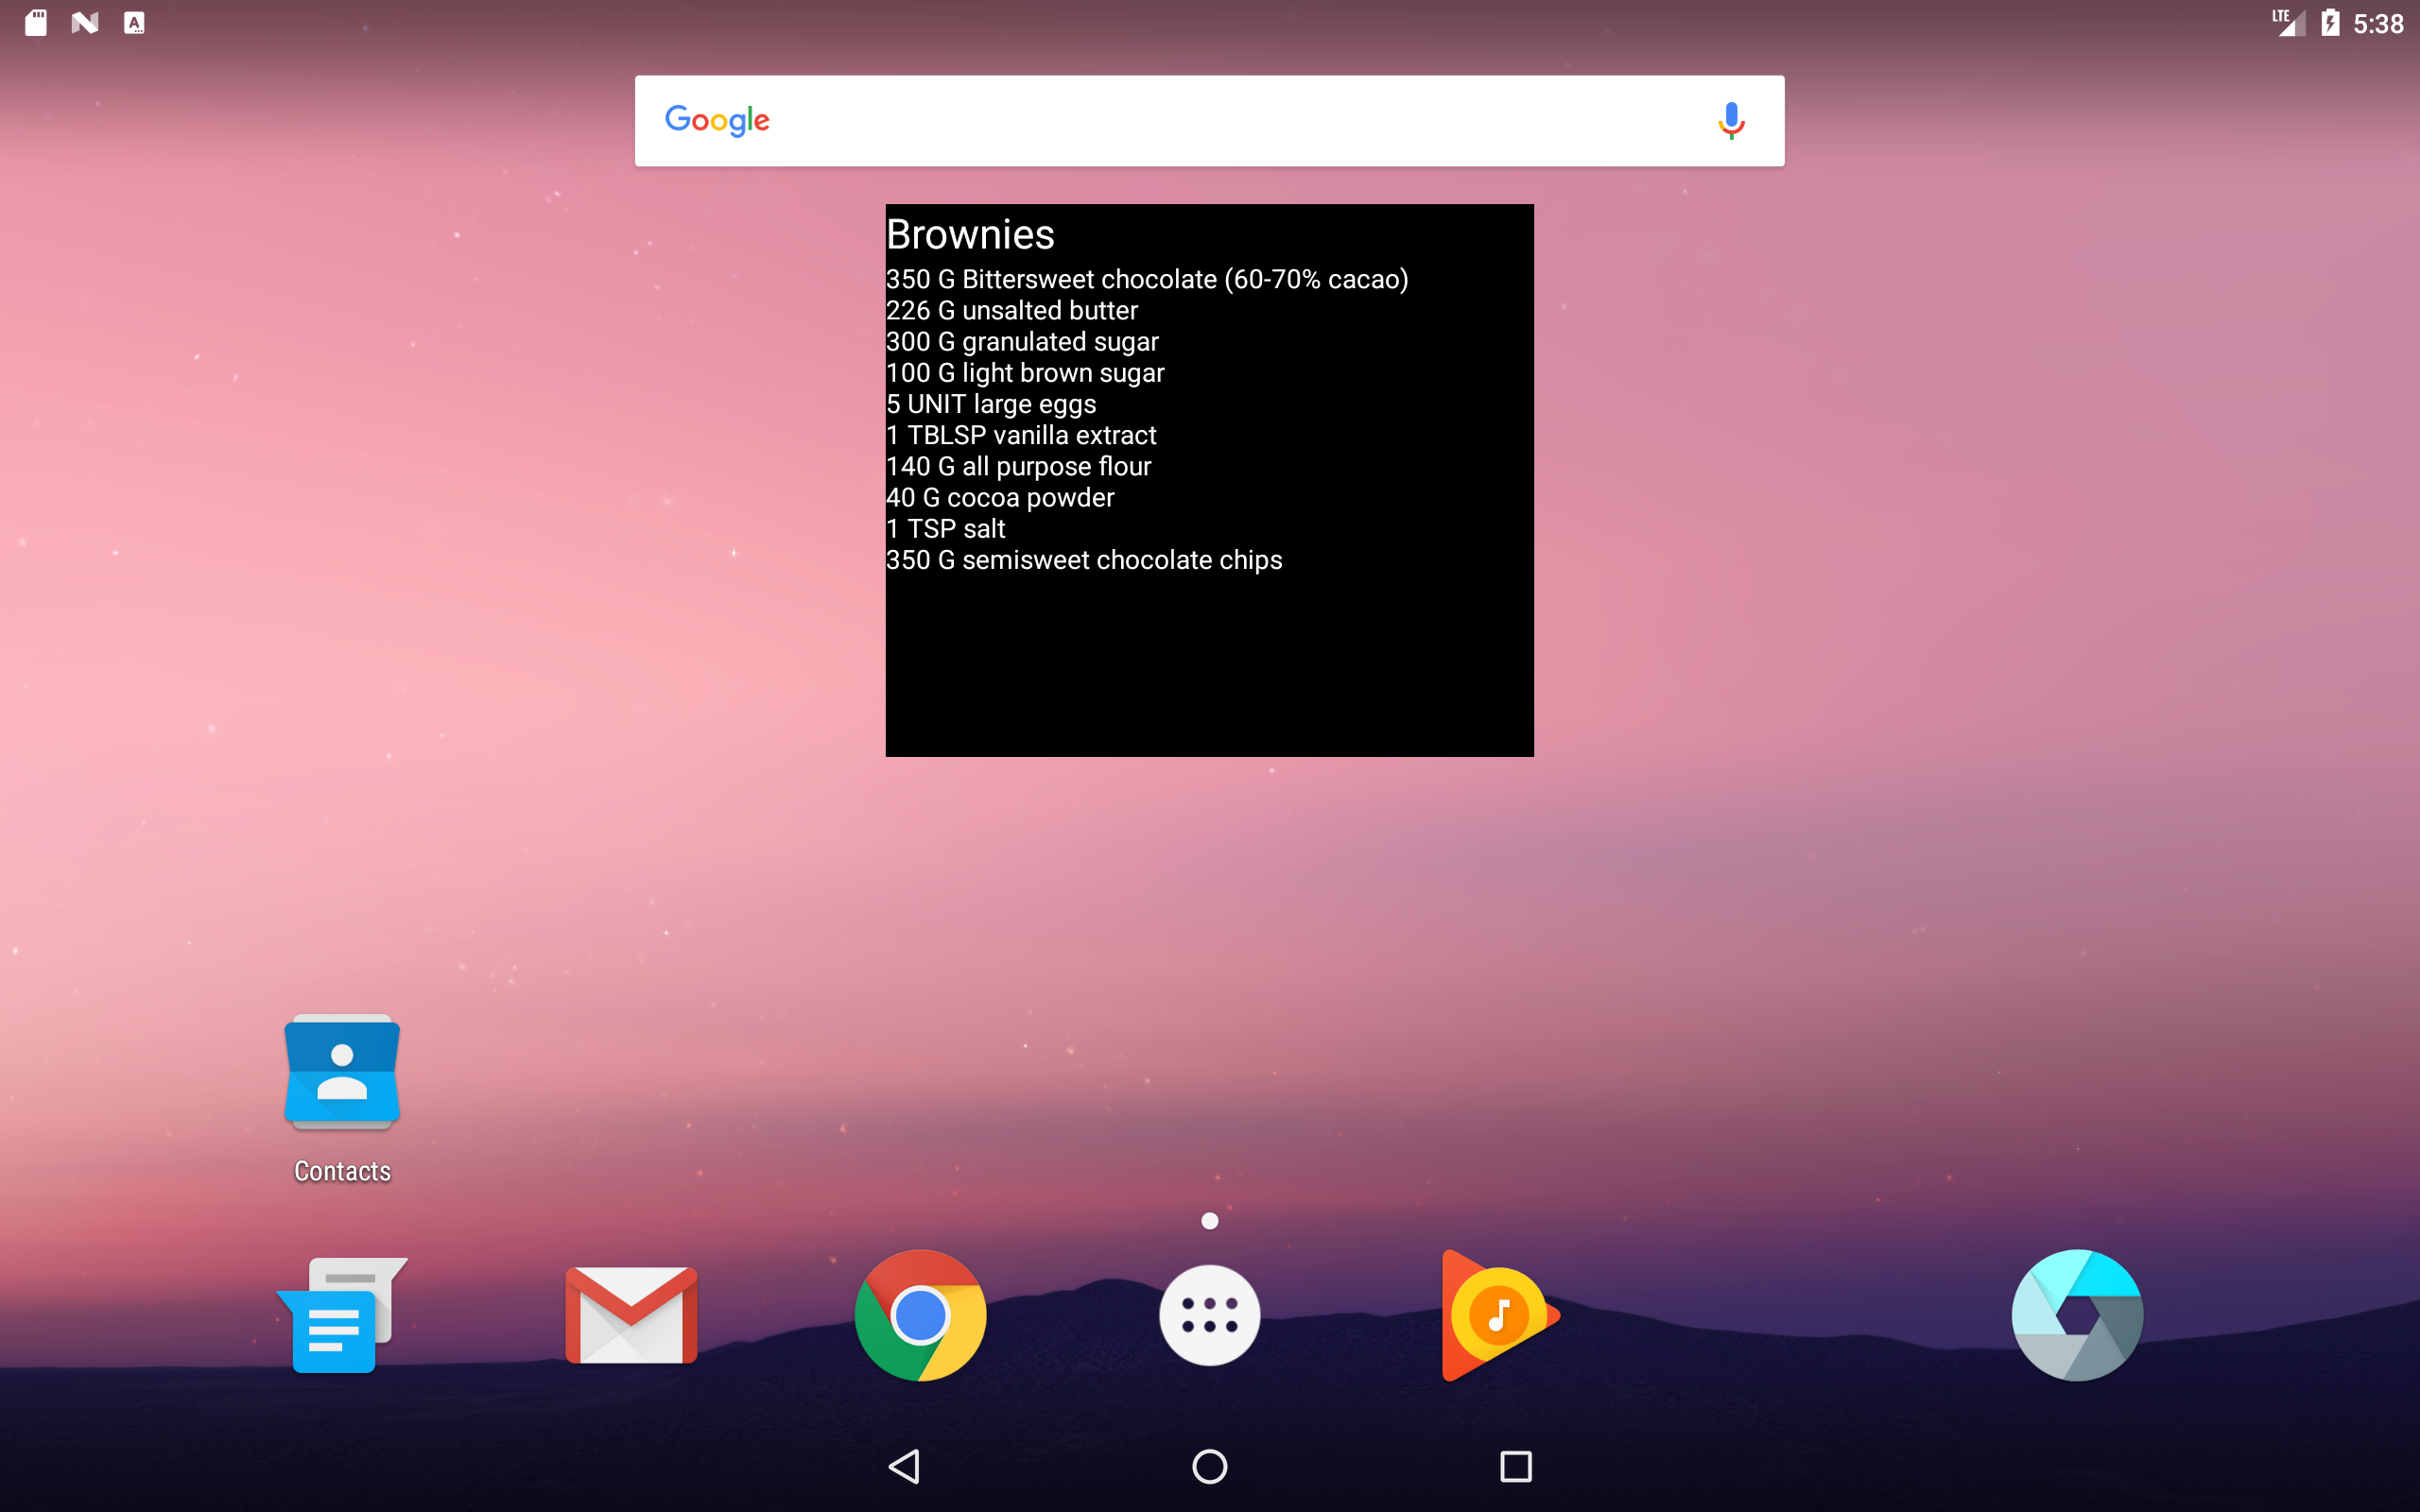 LTE 5:38
Google
Brownies
350 G Bittersweet chocolate (60-70% cacao)
226 G unsalted butter
300 G granulated sugar
100 G light brown sugar
5 UNIT large eggs
1 TBLSP vanilla extract
140 G all purpose flour
40 G cocoa powder
1 TSP salt
350 G semisweet chocolate chips
Contacts